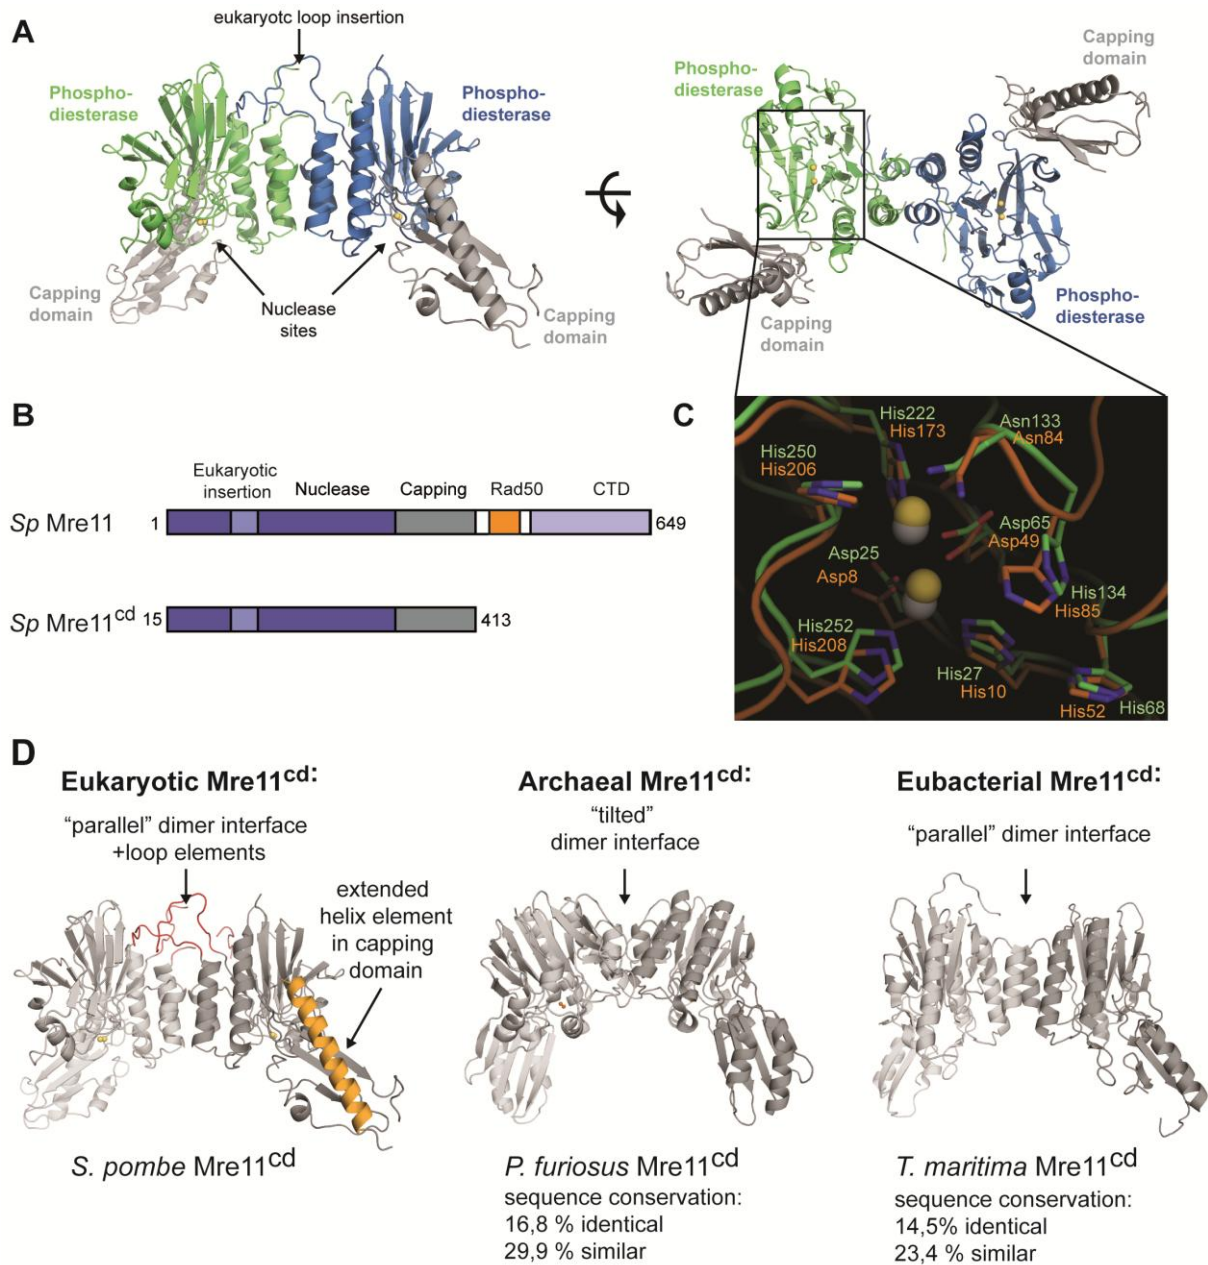 A
eukaryotc loop insertion
Phospho-
diesterase
Phospho-
diesterase
Capping
domain
Nuclease
sites
Capping
domain
Phospho-
diesterase
Capping
domain
Capping
domain
Phospho-
diesterase
B
Eukaryotic
insertion
Nuclease
Capping
Rad50
CTD
Sp Mre11
1
649
Sp Mre11cd
15
413
C
His222
His173
Asn133
Asn84
His250
His206
Asp65
Asp49
Asp25
Asp8
His134
His85
His252
His208
His27
His10
His52
His68
D
Eukaryotic Mre11cd:
"parallel" dimer interface
+loop elements
extended
helix element
in capping
domain
S. pombe Mre11cd
Archaeal Mre11cd:
"tilted"
dimer interface
P. furiosus Mre11cd
sequence conservation:
16,8 % identical
29,9 % similar
Eubacterial Mre11cd:
"parallel" dimer interface
T. maritima Mre11cd
sequence conservation:
14,5% identical
23,4 % similar